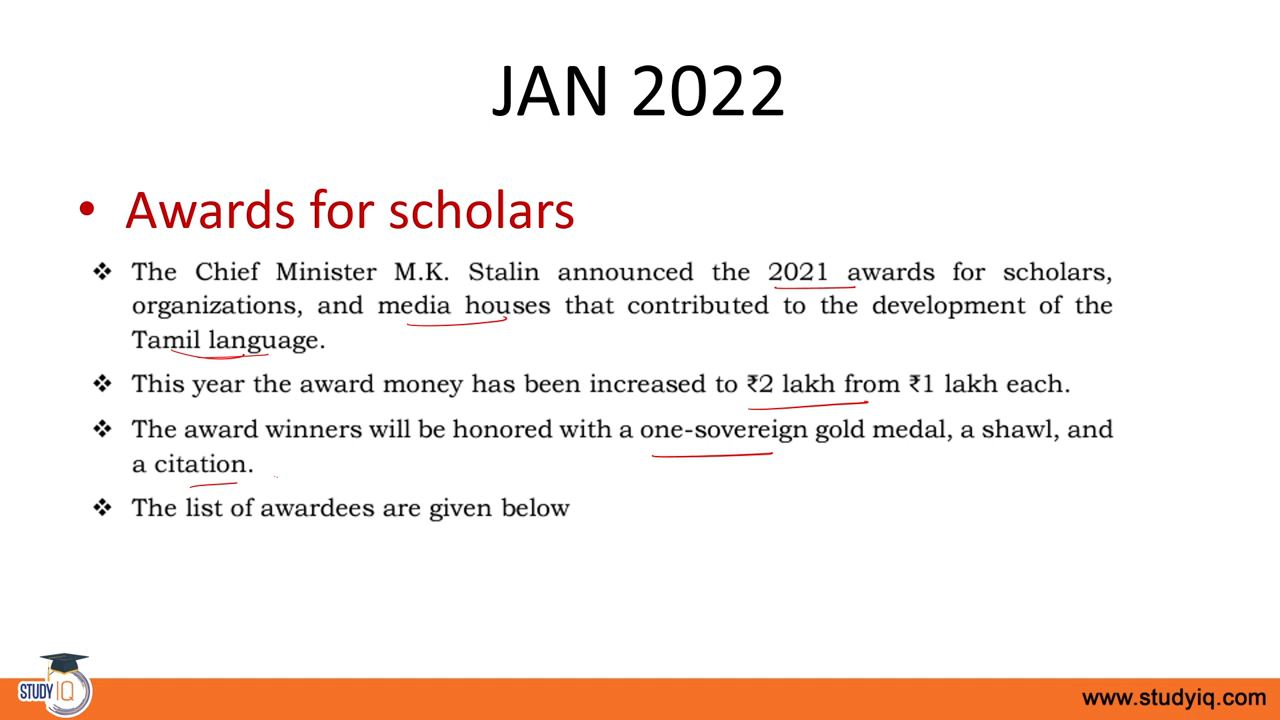 JAN 2022
• Awards for scholars
❖ The Chief Minister M.K. Stalin announced the 2021 awards for scholars,
organizations, and media houses that contributed to the development of the
Tamil language.
❖ This year the award money has been increased to ₹2 lakh from ₹1 lakh each.
❖ The award winners will be honored with a one-sovereign gold medal, a shawl, and
a citation.
❖ The list of awardees are given below
STUDY IQ
www.studyiq.com